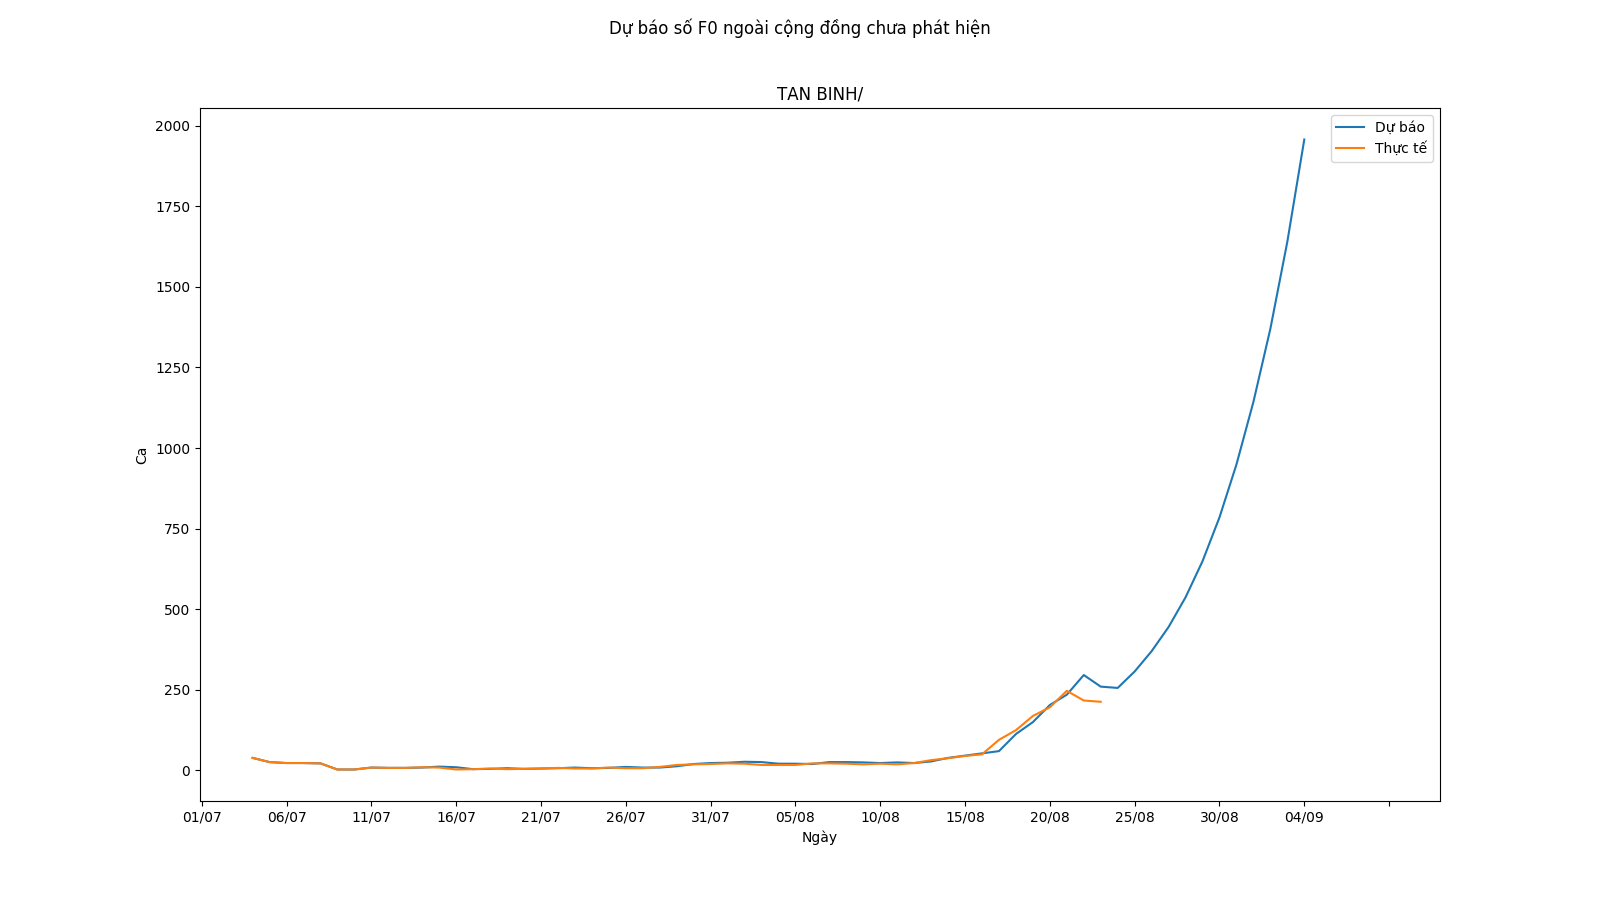 Dự báo số F0 ngoài cộng đồng chưa phát hiện
TAN BINH/
Dự báo
Thực tế
2000
1750
1500
1250
1000
750
500
250
0
Ca
01/07 06/07 11/07 16/07 21/07 26/07 31/07 05/08 10/08 15/08 20/08 25/08 30/08 04/09
Ngày